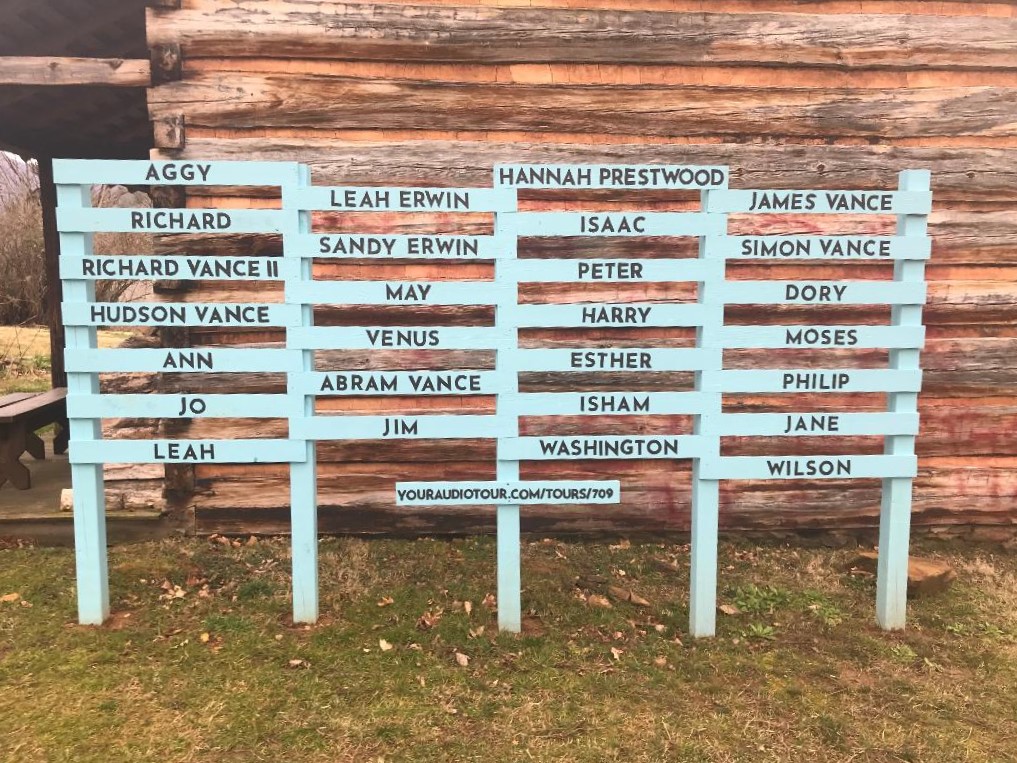 AGGY
RICHARD
RICHARD VANCE II
HUDSON VANCE
ANN
JO
LEAH
LEAH ERWIN
SANDY ERWIN
MAY
VENUS
ABRAM VANCE
JIM
HANNAH PRESTWOOD
ISAAC
PETER
HARRY
ESTHER
ISHAM
WASHINGTON
JAMES VANCE
SIMON VANCE
DORY
MOSES
PHILIP
JANE
WILSON
YOURAUDIOTOUR.COM/TOURS/709